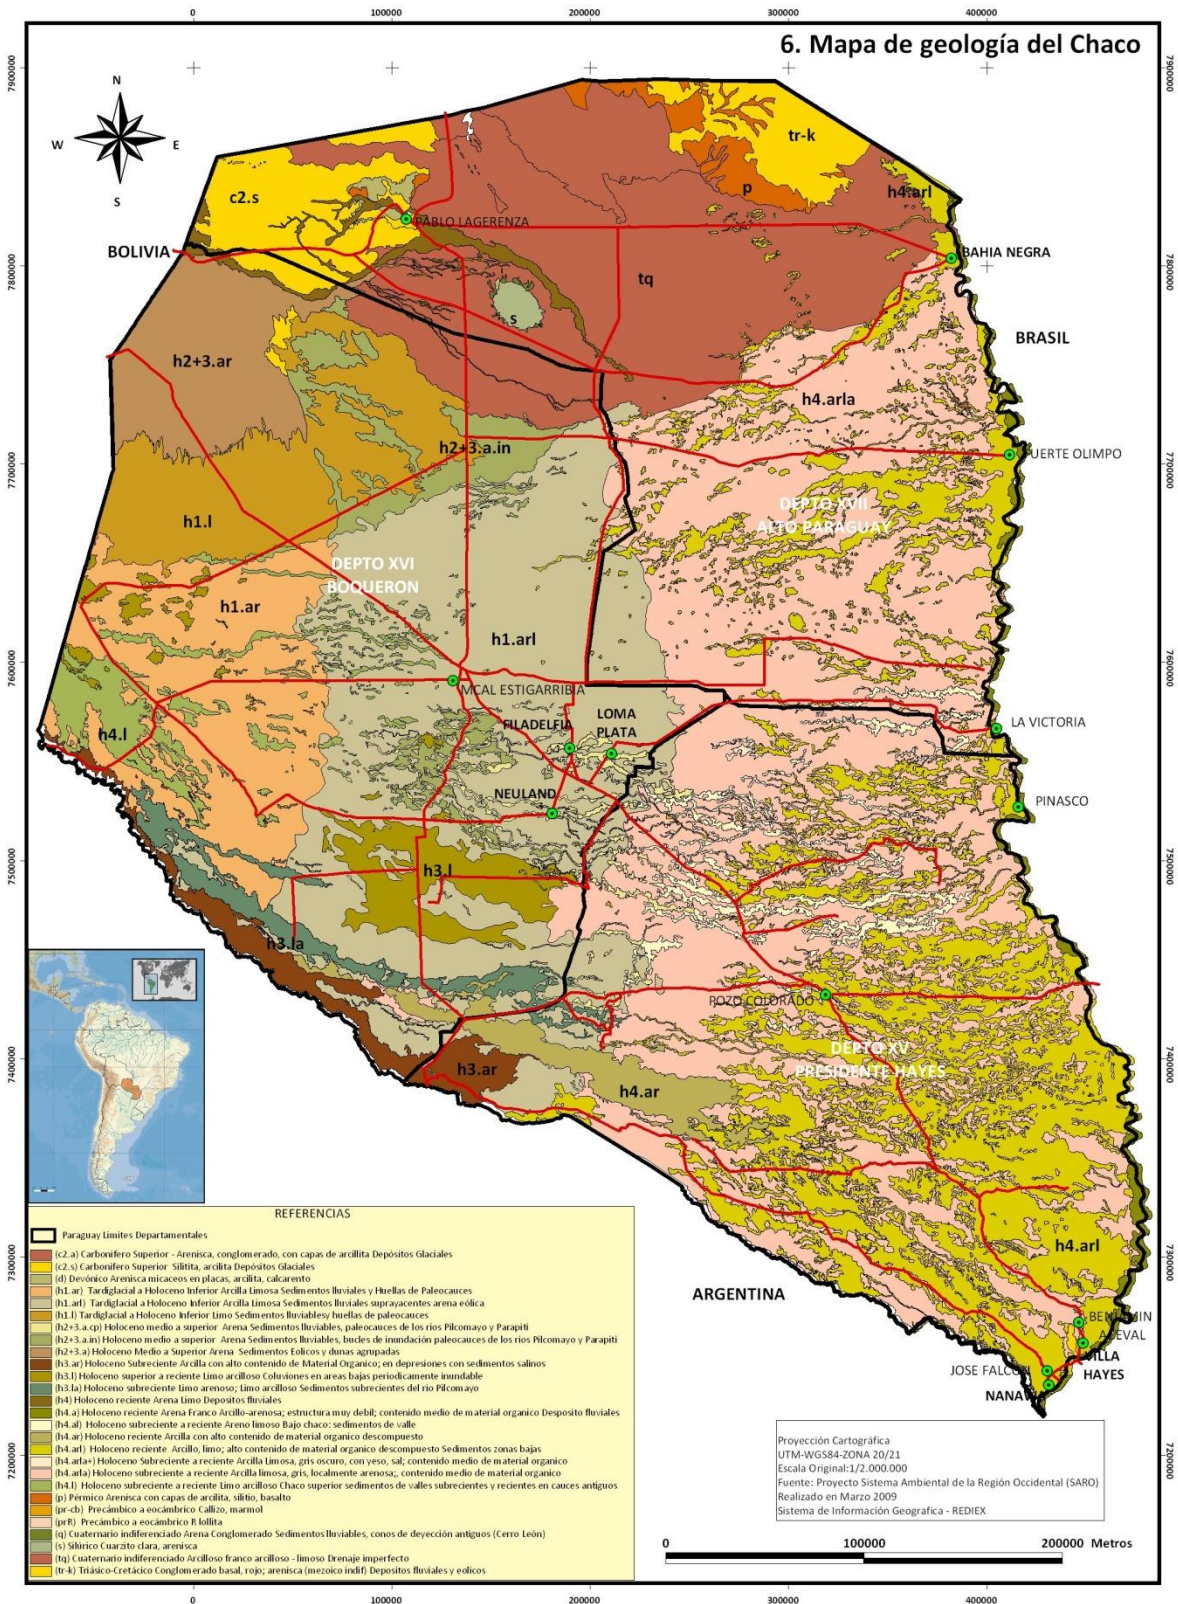 6. Mapa de geología del Chaco
0 100000 200000 300000 400000
7900000 7900000
7800000 7800000
7700000 7700000
7600000 7600000
7500000 7500000
7400000 7400000
7300000 7300000
7200000 7200000
N
W E
S
tr-k
c2.s
p
h4.arl
PABLO LAGERENZA
BOLIVIA
BAHIA NEGRA
tq
s
BRASIL
h2+3.ar
h4.arla
h2+3.a.in
UERTE OLIMPO
h1.l
DEPTO XVII
ALTO PARAGUAY
DEPTO XVI
BOQUERON
h1.ar
h1.arl
MCAL ESTIGARRIBIA
FILADELFIA
LOMA
PLATA
LA VICTORIA
h4.l
NEULAND
PINASCO
h3.l
h3.la
POZO COLORADO
DEPTO XV
PRESIDENTE HAYES
h3.ar
h4.ar
h4.arl
ARGENTINA
BENJAMIN
ACEVAL
JOSE FALCON
VILLA
HAYES
NANAWA
REFERENCIAS
Paraguay Limites Departamentales
(c2.a) Carbonifero Superior - Arenisca, conglomerado, con capas de arcillita Depósitos Glaciales
(c2.s) Carbonifero Superior Silitita, arcilita Depósitos Glaciales
(d) Devónico Arenisca micaceos en placas, arcilita, calcarento
(h1.ar) Tardiglacial a Holoceno Inferior Arcilla Limosa Sedimentos lluviales y Huellas de Paleocauces
(h1.arl) Tardiglacial a Holoceno Inferior Arcilla Limosa Sedimentos fluviales suprayacentes arena eólica
(h1.l) Tardiglacial a Holoceno Inferior Limo Sedimentos lluviablesy huellas de paleocauces
(h2+3.a.cp) Holoceno medio a superior Arena Sedimentos lluviables, paleocauces de los rios Pilcomayo y Parapiti
(h2+3.a.in) Holoceno medio a superior Arena Sedimentos lluviables, bucles de inundación paleocauces de los rios Pilcomayo y Parapiti
(h2+3.a) Holoceno Medio a Superior Arena Sedimentos Eolicos y dunas agrupadas
(h3.ar) Holoceno Subreciente Arcilla con alto contenido de Material Organico; en depresiones con sedimentos salinos
(h3.l) Holoceno superior a reciente Limo arcilloso Coluviones en areas bajas periodicamente inundable
(h3.la) Holoceno subreciente Limo arenoso; Limo arcilloso Sedimentos subrecientes del rio Pilcomayo
(h4) Holoceno reciente Arena Limo Depositos fluviales
(h4.a) Holoceno reciente Arena Franco Arcillo-arenosa; estructura muy debil; contenido medio de material organico Desposito fluviales
(h4.al) Holoceno subreciente a reciente Areno limoso Bajo chaco: sedimentos de valle
(h4.ar) Holoceno reciente Arcilla con alto contenido de material organico descompuesto
(h4.arl) Holoceno reciente Arcillo, limo; alto contenido de material organico descompuesto Sedimentos zonas bajas
(h4.arla+) Holoceno Subreciente a reciente Arcilla Limosa, gris oscuro, con yeso, sal; contenido medio de material organico
(h4.arla) Holoceno subreciente a reciente Arcilla limosa, gris, localmente arenosa;, contenido medio de material organico
(h4.l) Holoceno subreciente a reciente Limo arcilloso Chaco superior sedimentos de valles subrecientes y recientes en cauces antiguos
(p) Pérmico Arenisca con capas de arcilita, silitio, basalto
(pr-cb) Precámbico a eocámbrico Callizo, marmol
(prR) Precámbico a eocámbrico R Iollita
(q) Cuaternario indiferenciado Arena Conglomerado Sedimentos lluviables, conos de deyección antiguos (Cerro León)
(s) Silúrico Cuarzito clara, arenisca
(tq) Cuaternario indiferenciado Arcilloso franco arcilloso - limoso Drenaje imperfecto
(tr-k) Triásico-Cretácico Conglomerado basal, rojo; arenisca (mezoico indif) Depositos fluviales y eolicos
Proyección Cartográfica
UTM-WGS84-ZONA 20/21
Escala Original:1/2.000.000
Fuente: Proyecto Sistema Ambiental de la Región Occidental (SARO)
Realizado en Marzo 2009
Sistema de Información Geografica - REDIEX
0 100000 200000 Metros
0 100000 200000 300000 400000